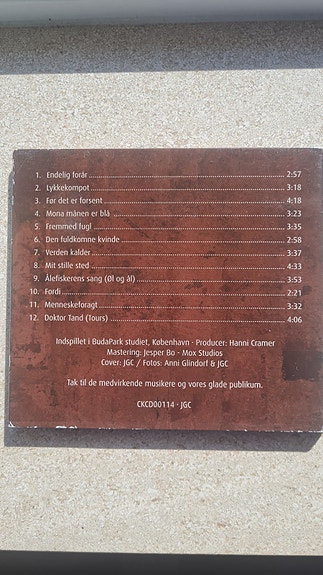 1. Endelig forår 2:57
2. Lykkekompot 3:18
3. Før det er forsent 4:18
4. Mona månen er blå 3:23
5. Fremmed fugl 3:35
6. Den fuldkomne kvinde 2:58
7. Verden kalder 3:37
8. Mit stille sted 4:33
9. Ålefiskerens sang (Øl og ål) 3:53
10. Fordi 2:21
11. Menneskeforagt 3:32
12. Doktor Tand (Tours) 4:06
Indspillet i BudaPark studiet, København · Producer: Hanni Cramer
Mastering: Jesper Bo - Mox Studios
Cover: JGC / Fotos: Anni Glindorf & JGC
Tak til de medvirkende musikere og vores glade publikum.
CKCD00114 · JGC